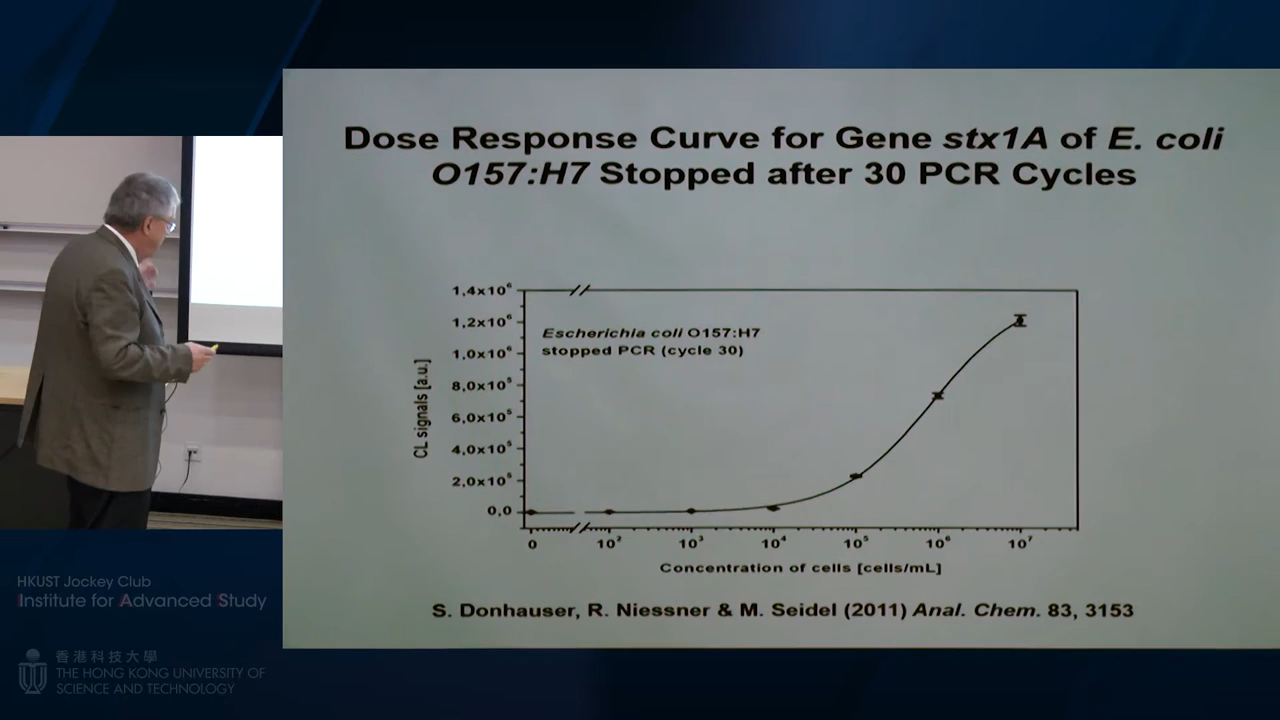 Dose Response Curve for Gene stx1A of E. coli
O157:H7 Stopped after 30 PCR Cycles
1,4x10⁶
1,2x10⁶
1,0x10⁶
8,0x10⁵
6,0x10⁵
4,0x10⁵
2,0x10⁵
0,0
CL signals [a.u.]
Escherichia coli O157:H7
stopped PCR (cycle 30)
0 10² 10³ 10⁴ 10⁵ 10⁶ 10⁷
Concentration of cells [cells/mL]
S. Donhauser, R. Niessner & M. Seidel (2011) Anal. Chem. 83, 3153
HKUST Jockey Club
Institute for Advanced Study
香港科技大學
THE HONG KONG UNIVERSITY OF
SCIENCE AND TECHNOLOGY